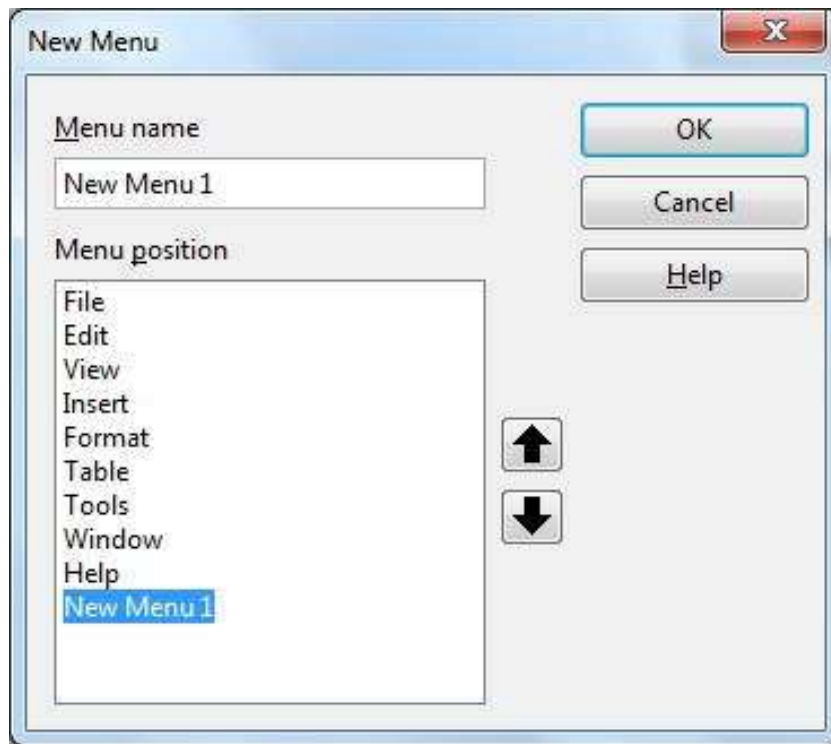 New Menu
Menu name
New Menu 1
Menu position
File
Edit
View
Insert
Format
Table
Tools
Window
Help
New Menu 1
OK
Cancel
Help